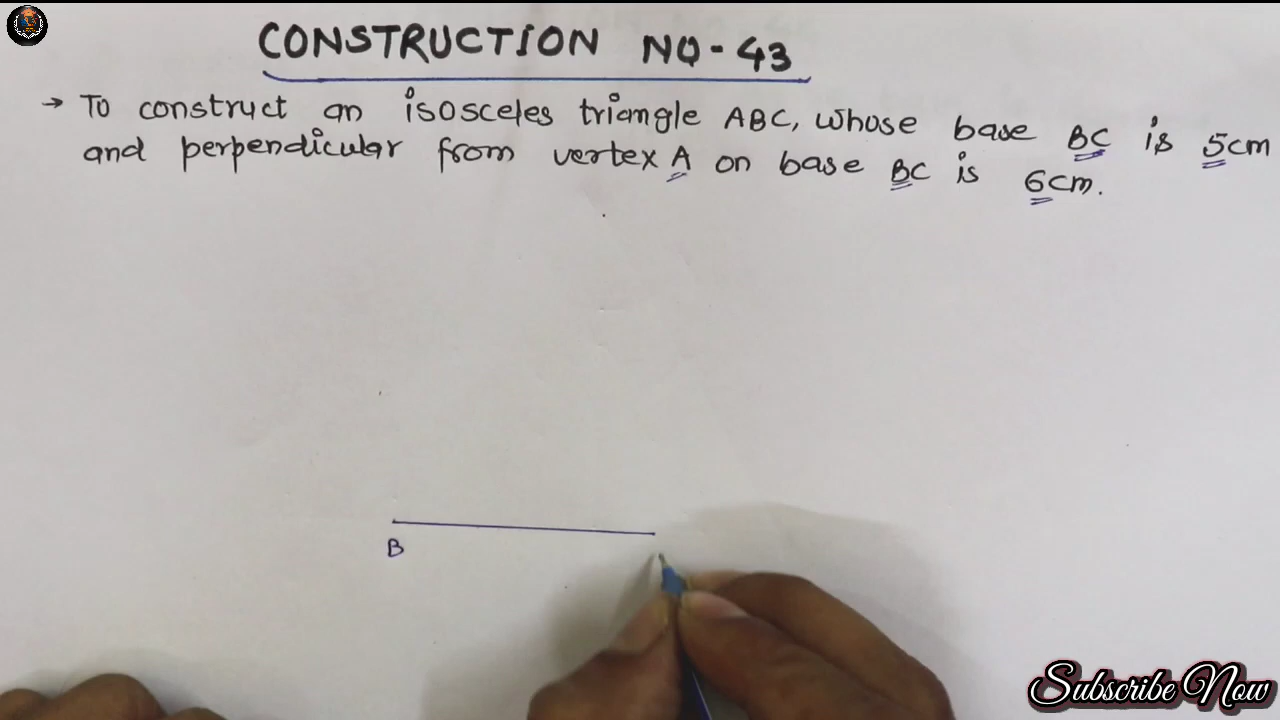 CONSTRUCTION NO-43
→ To construct an isosceles triangle ABC, whose base BC is 5cm
and perpendicular from vertex A on base BC is 6cm.
B
Subscribe Now